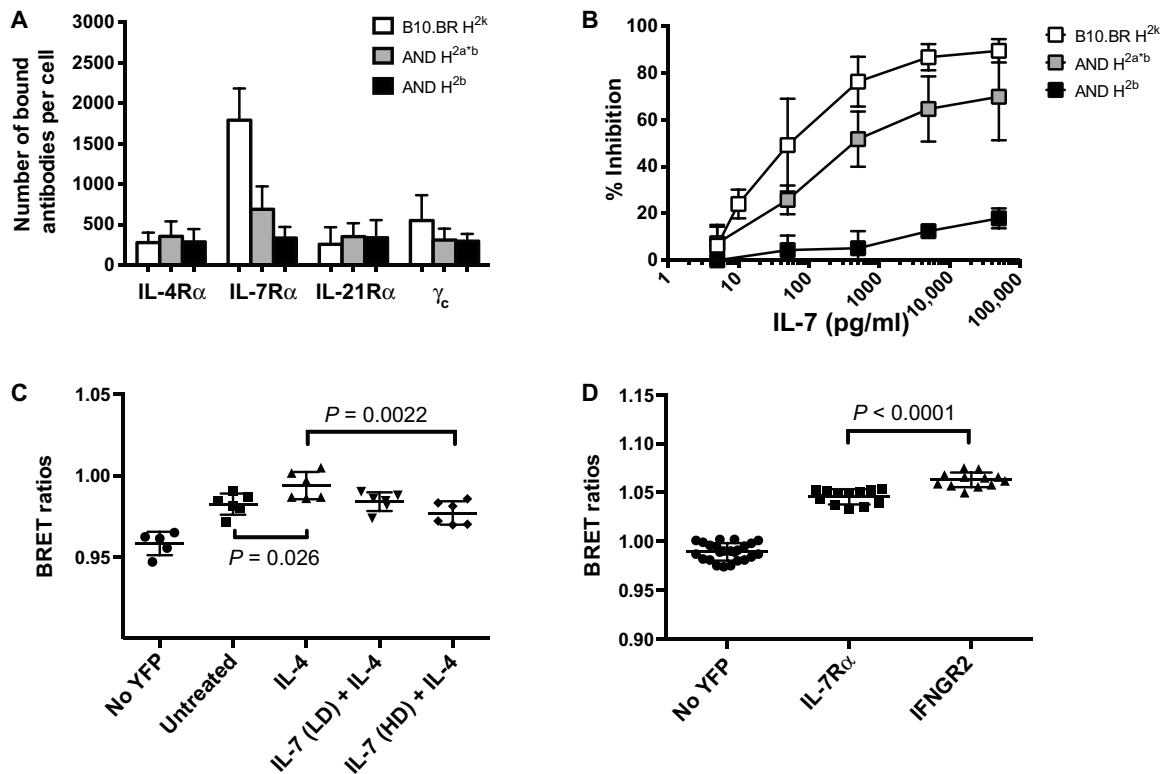 A
Number of bound
antibodies per cell
3000
2500
2000
1500
1000
500
0
IL-4Rα
IL-7Rα
IL-21Rα
γc
B10.BR H2k
AND H2a*b
AND H2b
B
% Inhibition
100
80
60
40
20
0
1
10
100
1000
10,000
100,000
IL-7 (pg/ml)
B10.BR H2k
AND H2a*b
AND H2b
C
BRET ratios
1.05
1.00
0.95
P = 0.0022
P = 0.026
No YFP
Untreated
IL-4
IL-7 (LD) + IL-4
IL-7 (HD) + IL-4
D
BRET ratios
1.15
1.10
1.05
1.00
0.95
0.90
P < 0.0001
No YFP
IL-7Rα
IFNGR2